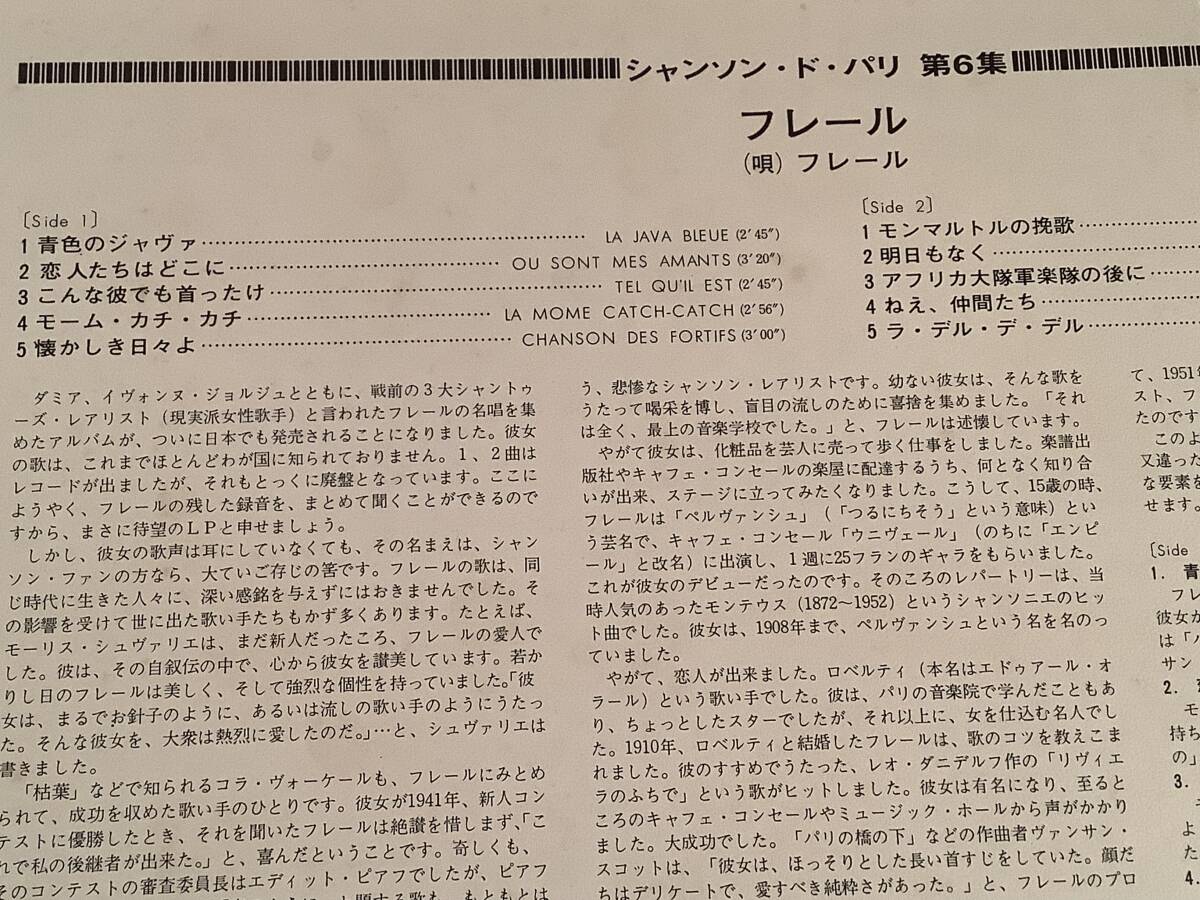 シャンソン・ド・パリ 第6集
フレール
(唄) フレール
〔Side 1〕
1 青色のジャヴァ…… LA JAVA BLEUE (2′45″)
2 恋人たちはどこに…… OU SONT MES AMANTS (3′20″)
3 こんな彼でも首ったけ…… TEL QU'IL EST (2′45″)
4 モーム・カチ・カチ…… LA MOME CATCH-CATCH (2′56″)
5 懐かしき日々よ…… CHANSON DES FORTIFS (3′00″)
〔Side 2〕
1 モンマルトルの挽歌……
2 明日もなく……
3 アフリカ大隊軍楽隊の後に……
4 ねえ、仲間たち……
5 ラ・デル・デ・デル……
ダミア、イヴォンヌ・ジョルジュとともに、戦前の3大シャントゥ
ーズ・レアリスト（現実派女性歌手）と言われたフレールの名唱を集
めたアルバムが、ついに日本でも発売されることになりました。彼女
の歌は、これまでほとんどわが国に知られておりません。1、2曲は
レコードが出ましたが、それもとっくに廃盤となっています。ここに
ようやく、フレールの残した録音を、まとめて聞くことができるので
すから、まさに待望のLPと申せましょう。
しかし、彼女の歌声は耳にしていなくても、その名まえは、シャン
ソン・ファンの方なら、大ていご存じの筈です。フレールの歌は、同
じ時代に生きた人々に、深い感銘を与えずにはおきませんでした。そ
の影響を受けて世に出た歌い手たちもかず多くあります。たとえば、
モーリス・シュヴァリエは、まだ新人だったころ、フレールの愛人で
した。彼は、その自叙伝の中で、心から彼女を讃美しています。若か
りし日のフレールは美しく、そして強烈な個性を持っていました。「彼
女は、まるでお針子のように、あるいは流しの歌い手のようにうたっ
た。そんな彼女を、大衆は熱烈に愛したのだ。」…と、シュヴァリエは
書きました。
「枯葉」などで知られるコラ・ヴォーケールも、フレールにみとめ
られて、成功を収めた歌い手のひとりです。彼女が1941年、新人コン
テストに優勝したとき、それを聞いたフレールは絶讃を惜しまず、「こ
れで私の後継者が出来た。」と、喜んだということです。奇しくも、
そのコンテストの審査委員長はエディット・ピアフでしたが、ピアフ
う、悲惨なシャンソン・レアリストです。幼ない彼女は、そんな歌を
うたって喝采を博し、盲目の流しのために喜捨を集めました。「それ
は全く、最上の音楽学校でした。」と、フレールは述懐しています。
やがて彼女は、化粧品を芸人に売って歩く仕事をしました。楽譜出
版社やキャフェ・コンセールの楽屋に配達するうち、何となく知り合
いが出来、ステージに立ってみたくなりました。こうして、15歳の時、
フレールは「ペルヴァンシュ」（「つるにちそう」という意味）とい
う芸名で、キャフェ・コンセール「ウニヴェール」（のちに「エンピ
ール」と改名）に出演し、1週に25フランのギャラをもらいました。
これが彼女のデビューだったのです。そのころのレパートリーは、当
時人気のあったモンテウス（1872〜1952）というシャンソニエのヒッ
ト曲でした。彼女は、1908年まで、ペルヴァンシュという名を名のっ
ていました。
やがて、恋人が出来ました。ロベルティ（本名はエドゥアール・オ
ラール）という歌い手でした。彼は、パリの音楽院で学んだこともあ
り、ちょっとしたスターでしたが、それ以上に、女を仕込む名人でし
た。1910年、ロベルティと結婚したフレールは、歌のコツを教えこま
れました。彼のすすめでうたった、レオ・ダニデルフ作の「リヴィエ
ラのふちで」という歌がヒットしました。彼女は有名になり、至ると
ころのキャフェ・コンセールやミュージック・ホールから声がかかり
ました。大成功でした。「パリの橋の下」などの作曲者ヴァンサン・
スコットは、「彼女は、ほっそりとした長い首すじをしていた。顔だ
ちはデリケートで、愛すべき純粋さがあった。」と、フレールのプロ
て、1951年
スト、フ
たのです
このよ
又違った
な要素を
せます。
〔Side
1. 青
フレ
彼女が
は「バ
サン・
2.
モ
持ち
の」
3.
よ
た
4.